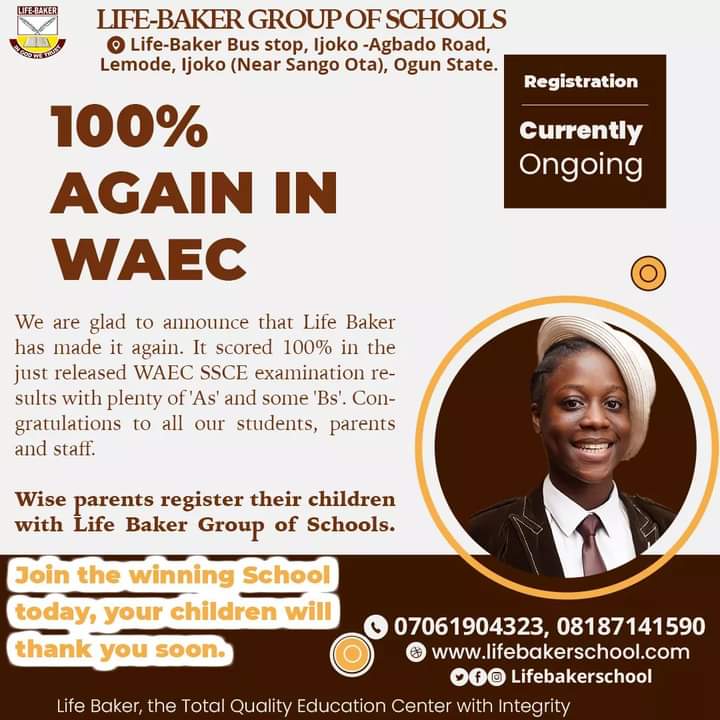 LIFE-BAKER
IN GOD WE TRUST
LIFE-BAKER GROUP OF SCHOOLS
Life-Baker Bus stop, Ijoko -Agbado Road,
Lemode, Ijoko (Near Sango Ota), Ogun State.
Registration
Currently
Ongoing
100%
AGAIN IN
WAEC
We are glad to announce that Life Baker
has made it again. It scored 100% in the
just released WAEC SSCE examination re-
sults with plenty of 'As' and some 'Bs'. Con-
gratulations to all our students, parents
and staff.
Wise parents register their children
with Life Baker Group of Schools.
Join the winning School
today, your children will
thank you soon.
07061904323, 08187141590
www.lifebakerschool.com
Lifebakerschool
Life Baker, the Total Quality Education Center with Integrity